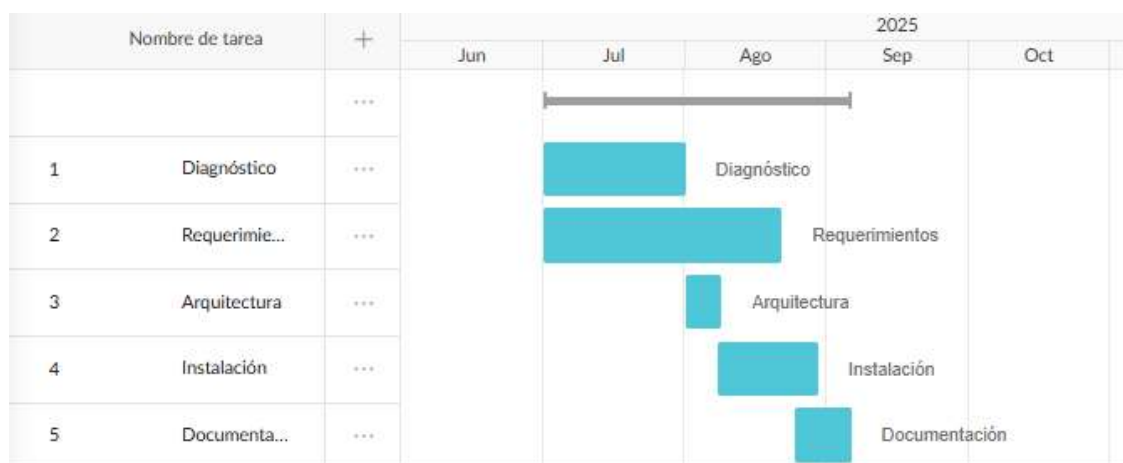 2025
Nombre de tarea +
Jun Jul Ago Sep Oct
...
1 Diagnóstico ... Diagnóstico
2 Requerimie... ... Requerimientos
3 Arquitectura ... Arquitectura
4 Instalación ... Instalación
5 Documenta... ... Documentación